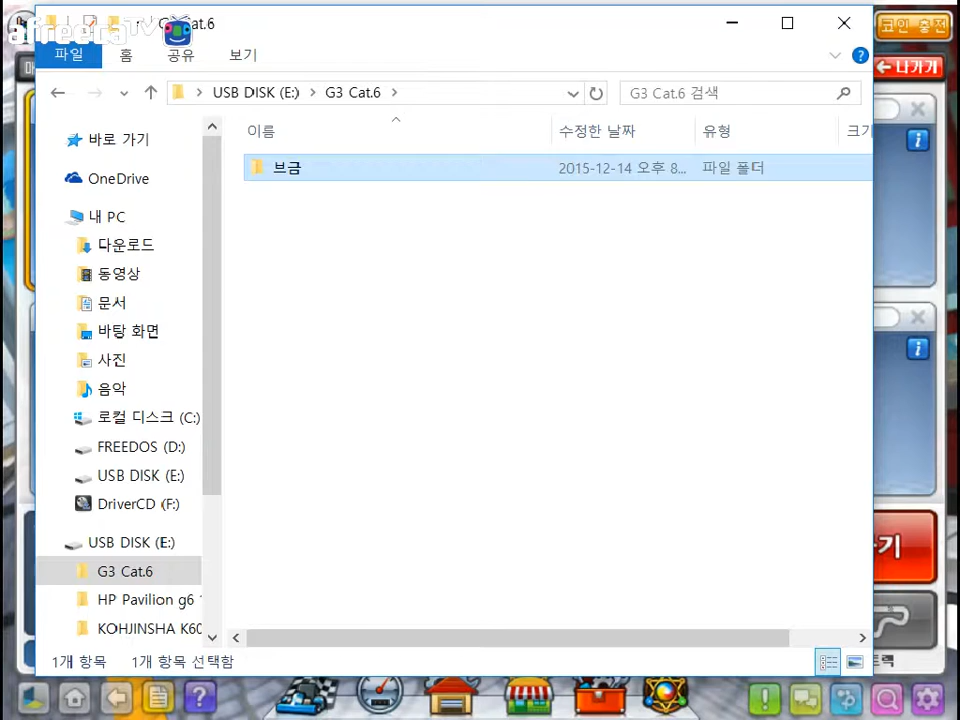 afreecaTV
파일 홈 공유 보기
코인 충전
나가기
USB DISK (E:) G3 Cat.6
G3 Cat.6 검색
이름 수정한 날짜 유형 크기
브금 2015-12-14 오후 8... 파일 폴더
바로 가기
OneDrive
내 PC
다운로드
동영상
문서
바탕 화면
사진
음악
로컬 디스크 (C:)
FREEDOS (D:)
USB DISK (E:)
DriverCD (F:)
USB DISK (E:)
G3 Cat.6
HP Pavilion g6
KOHJINSHA K60
기
트랙
1개 항목 1개 항목 선택함